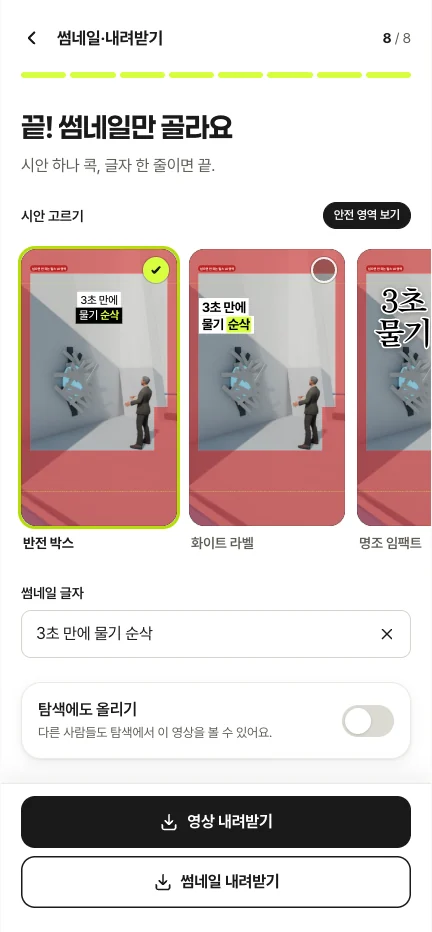 썸네일·내려받기
8 / 8
끝! 썸네일만 골라요
시안 하나 콕, 글자 한 줄이면 끝.
시안 고르기
안전 영역 보기
3초 만에
물기 순삭
3초 만에
물기 순삭
3초
물기
반전 박스
화이트 라벨
명조 임팩트
썸네일 글자
3초 만에 물기 순삭
탐색에도 올리기
다른 사람들도 탐색에서 이 영상을 볼 수 있어요.
영상 내려받기
썸네일 내려받기